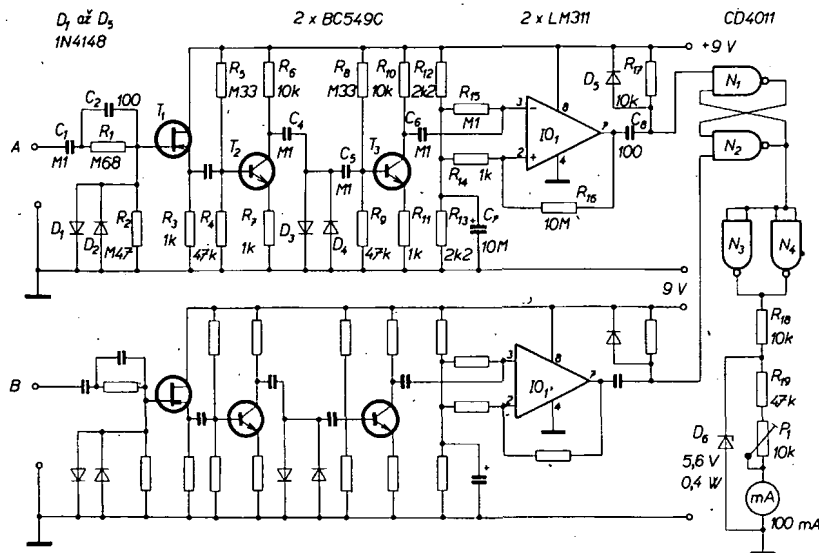 D₁ až D₅
1N4148
2 x BC549C
2 x LM311
CD4011
+9 V
C₂ 100
T₁
R₅
M33
R₆
10k
R₈
M33
R₁₀
10k
R₁₂
2k2
R₁₅
M1
D₅
R₁₇
10k
N₁
A
C₁
M1
R₁
M68
T₂
C₄
M1
C₅
M1
T₃
C₆
M1
3
−
8
IO₁
7
C₈
100
N₂
2
+
4
R₁₄
1k
R₁₆
10M
D₁
D₂
R₂
M47
R₃
1k
R₄
47k
R₇
1k
D₃
D₄
R₉
47k
R₁₁
1k
R₁₃
2k2
+
C₇
10M
N₃
N₄
9 V
R₁₈
10k
B
3
8
IO₁'
7
2
4
R₁₉
47k
D₆
5,6 V
0,4 W
P₁
10k
+
mA
100 mA